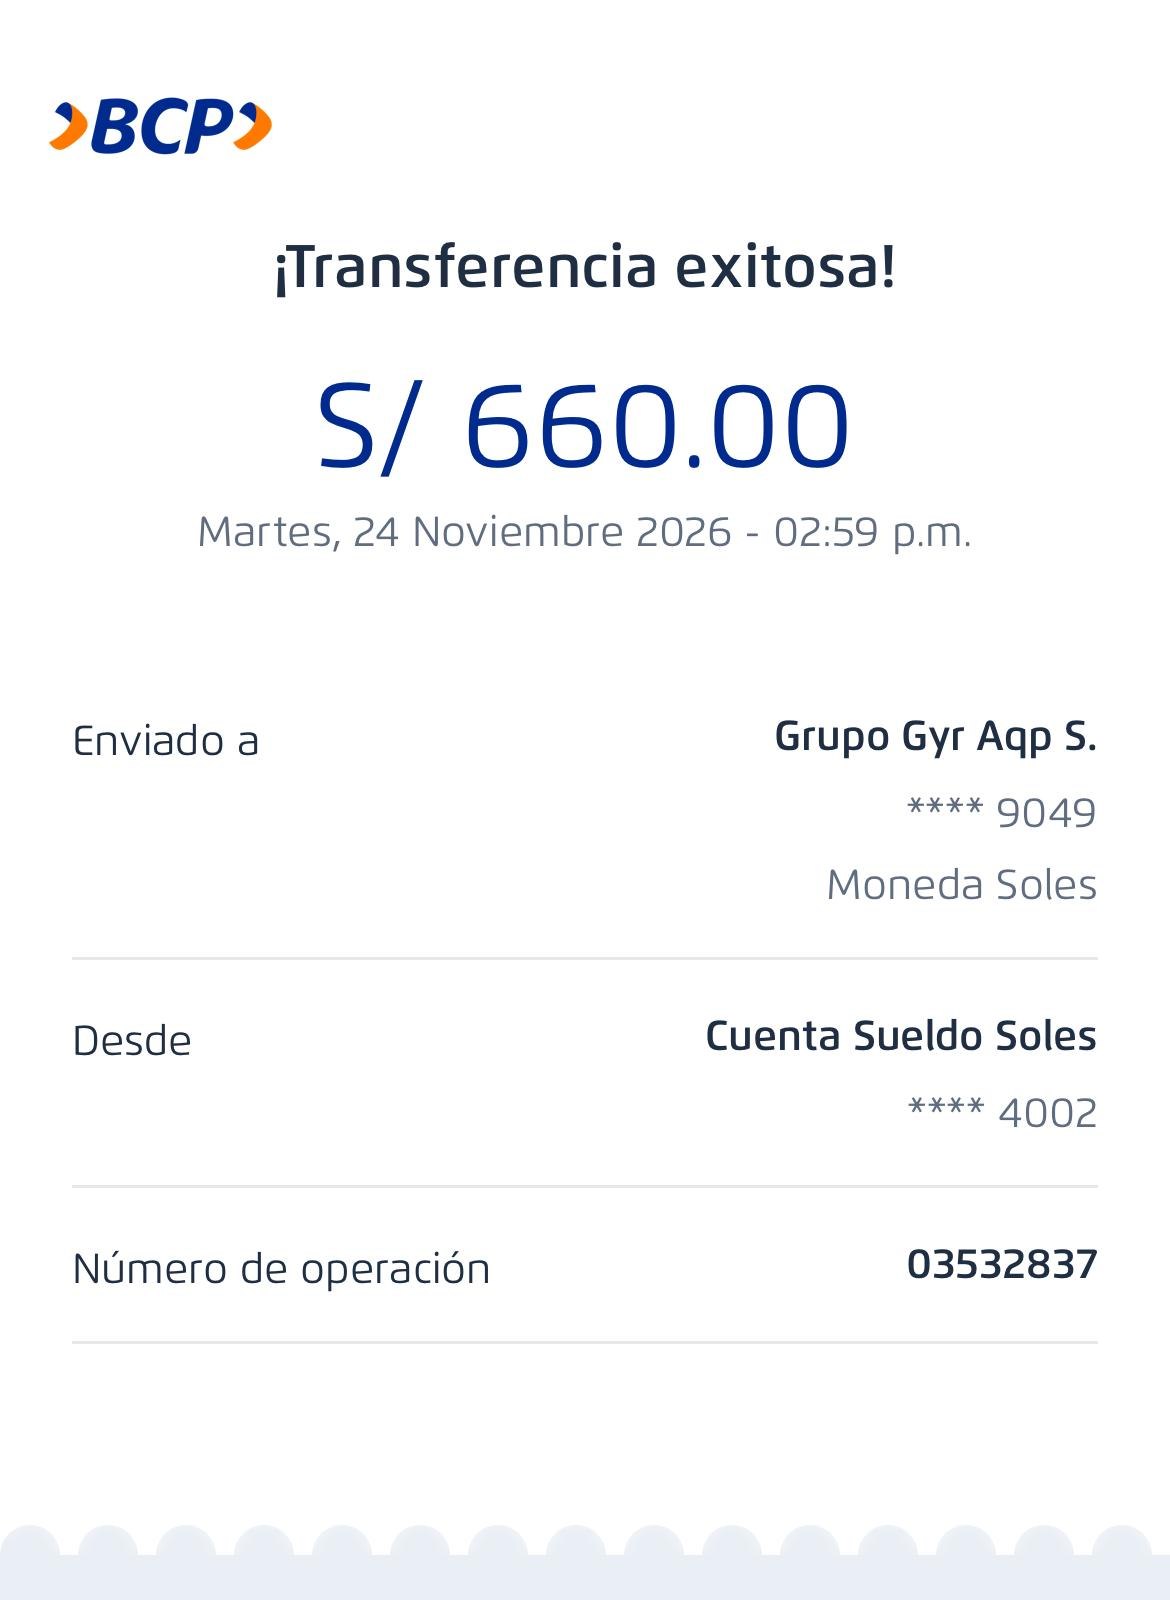 BCP
¡Transferencia exitosa!
S/ 660.00
Martes, 24 Noviembre 2026 - 02:59 p.m.
Enviado a
Grupo Gyr Aqp S.
**** 9049
Moneda Soles
Desde
Cuenta Sueldo Soles
**** 4002
Número de operación
03532837